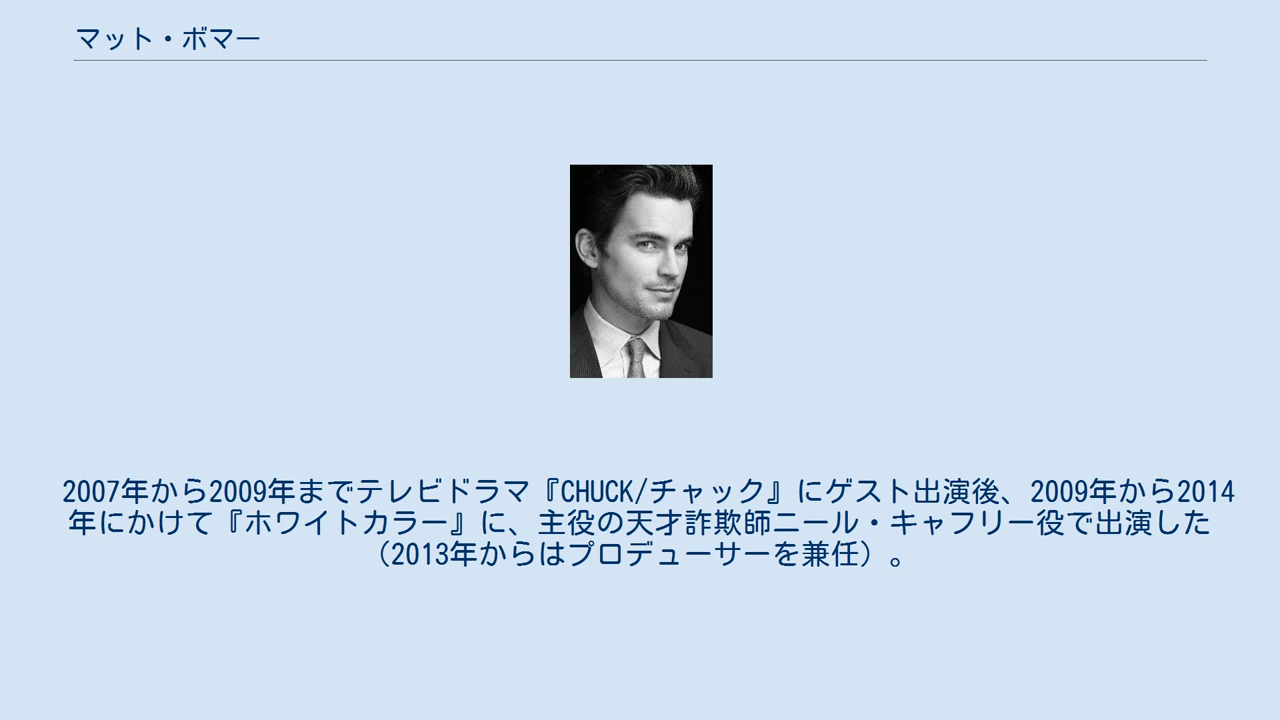 マット・ボマー
2007年から2009年までテレビドラマ『CHUCK/チャック』にゲスト出演後、2009年から2014
年にかけて『ホワイトカラー』に、主役の天才詐欺師ニール・キャフリー役で出演した
（2013年からはプロデューサーを兼任）。